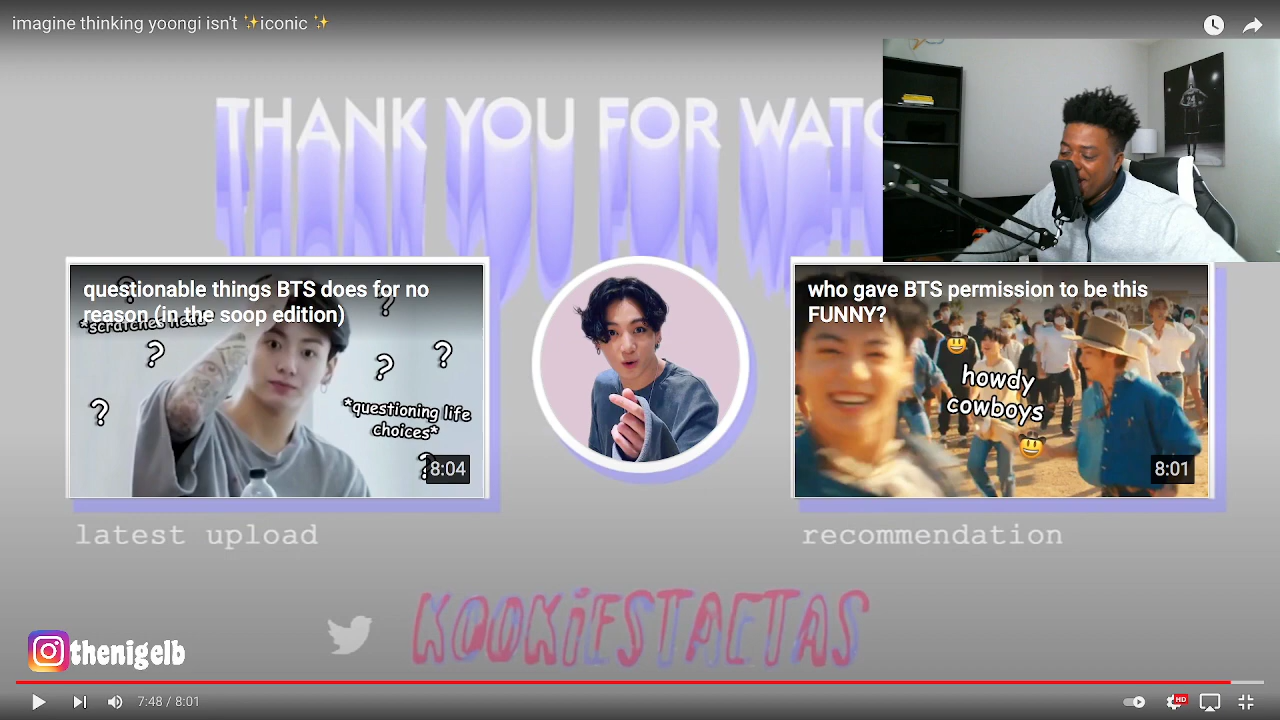 imagine thinking yoongi isn't ✨iconic ✨
THANK YOU FOR WATC
questionable things BTS does for no
reason (in the soop edition)
*scratches head*
? ? ? ? ? ? ?
*questioning life
choices*
8:04
who gave BTS permission to be this
FUNNY?
howdy
cowboys
8:01
latest upload
recommendation
KOOKiESTAETAS
thenigelb
7:48 / 8:01
HD